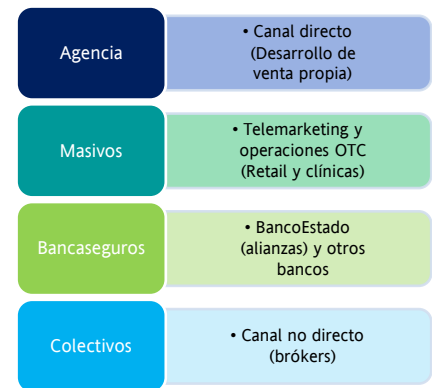 Agencia
• Canal directo
(Desarrollo de
venta propia)
Masivos
• Telemarketing y
operaciones OTC
(Retail y clínicas)
Bancaseguros
• BancoEstado
(alianzas) y otros
bancos
Colectivos
• Canal no directo
(brókers)